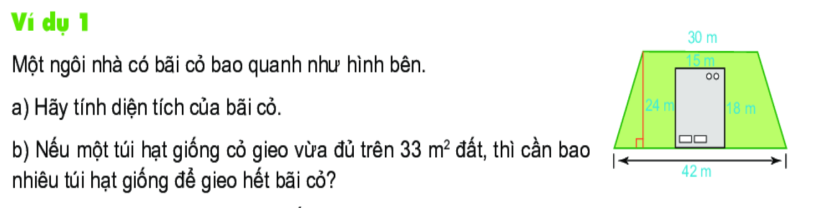 Ví dụ 1
Một ngôi nhà có bãi cỏ bao quanh như hình bên.
a) Hãy tính diện tích của bãi cỏ.
b) Nếu một túi hạt giống cỏ gieo vừa đủ trên 33 m² đất, thì cần bao
nhiêu túi hạt giống để gieo hết bãi cỏ?
30 m
15 m
24 m
18 m
42 m